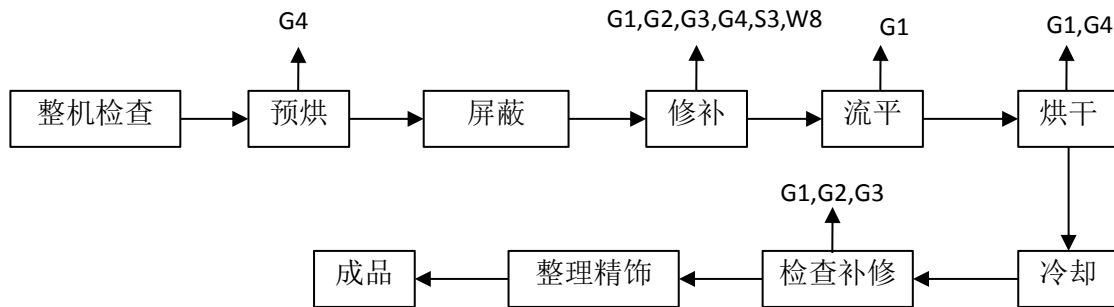 G4
G1,G2,G3,G4,S3,W8
G1
G1,G4
整机检查
预烘
屏蔽
修补
流平
烘干
G1,G2,G3
成品
整理精饰
检查补修
冷却